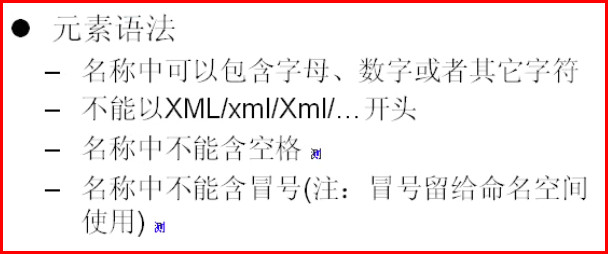 ● 元素语法
– 名称中可以包含字母、数字或者其它字符
– 不能以XML/xml/Xml/…开头
– 名称中不能含空格 测
– 名称中不能含冒号(注：冒号留给命名空间
使用) 测